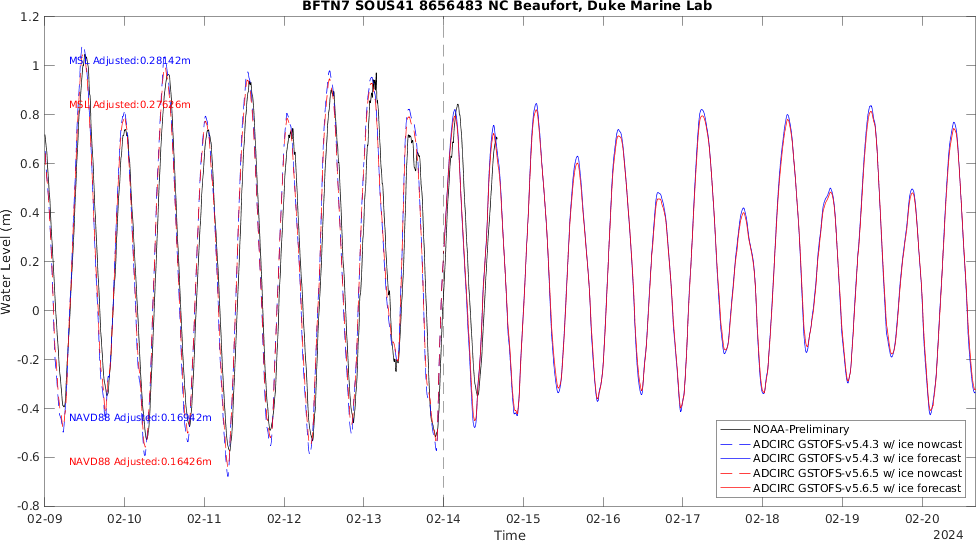 BFTN7 SOUS41 8656483 NC Beaufort, Duke Marine Lab
1.2
1
0.8
0.6
0.4
0.2
0
-0.2
-0.4
-0.6
-0.8
Water Level (m)
MSL Adjusted:0.28142m
MSL Adjusted:0.27626m
NAVD88 Adjusted:0.16942m
NAVD88 Adjusted:0.16426m
NOAA-Preliminary
ADCIRC GSTOFS-v5.4.3 w/ ice nowcast
ADCIRC GSTOFS-v5.4.3 w/ ice forecast
ADCIRC GSTOFS-v5.6.5 w/ ice nowcast
ADCIRC GSTOFS-v5.6.5 w/ ice forecast
02-09 02-10 02-11 02-12 02-13 02-14 02-15 02-16 02-17 02-18 02-19 02-20
Time
2024